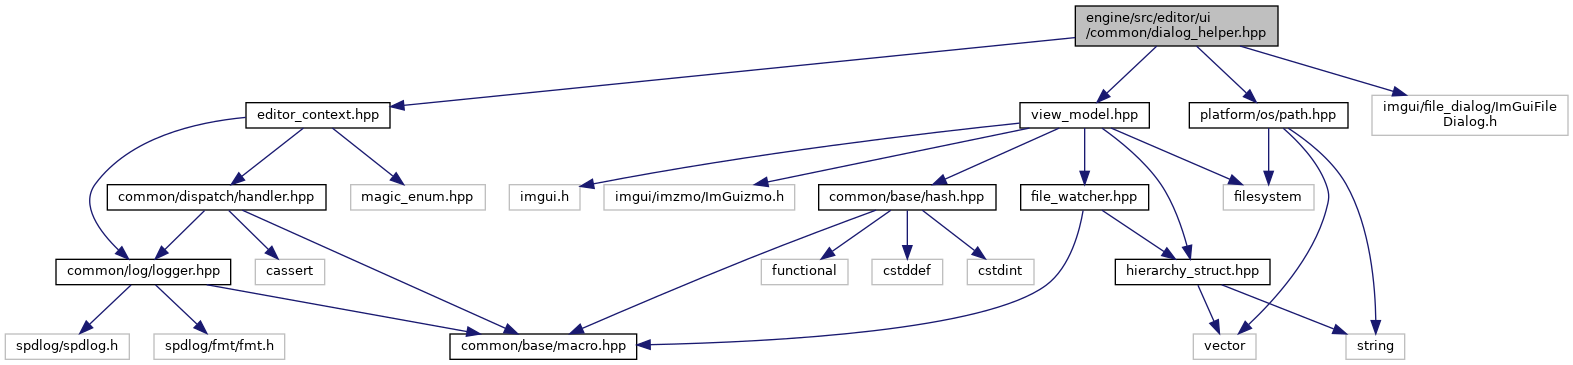 engine/src/editor/ui
/common/dialog_helper.hpp
editor_context.hpp
view_model.hpp
platform/os/path.hpp
imgui/file_dialog/ImGuiFile
Dialog.h
common/dispatch/handler.hpp
magic_enum.hpp
imgui.h
imgui/imzmo/ImGuizmo.h
common/base/hash.hpp
file_watcher.hpp
filesystem
common/log/logger.hpp
cassert
functional
cstddef
cstdint
hierarchy_struct.hpp
spdlog/spdlog.h
spdlog/fmt/fmt.h
common/base/macro.hpp
vector
string